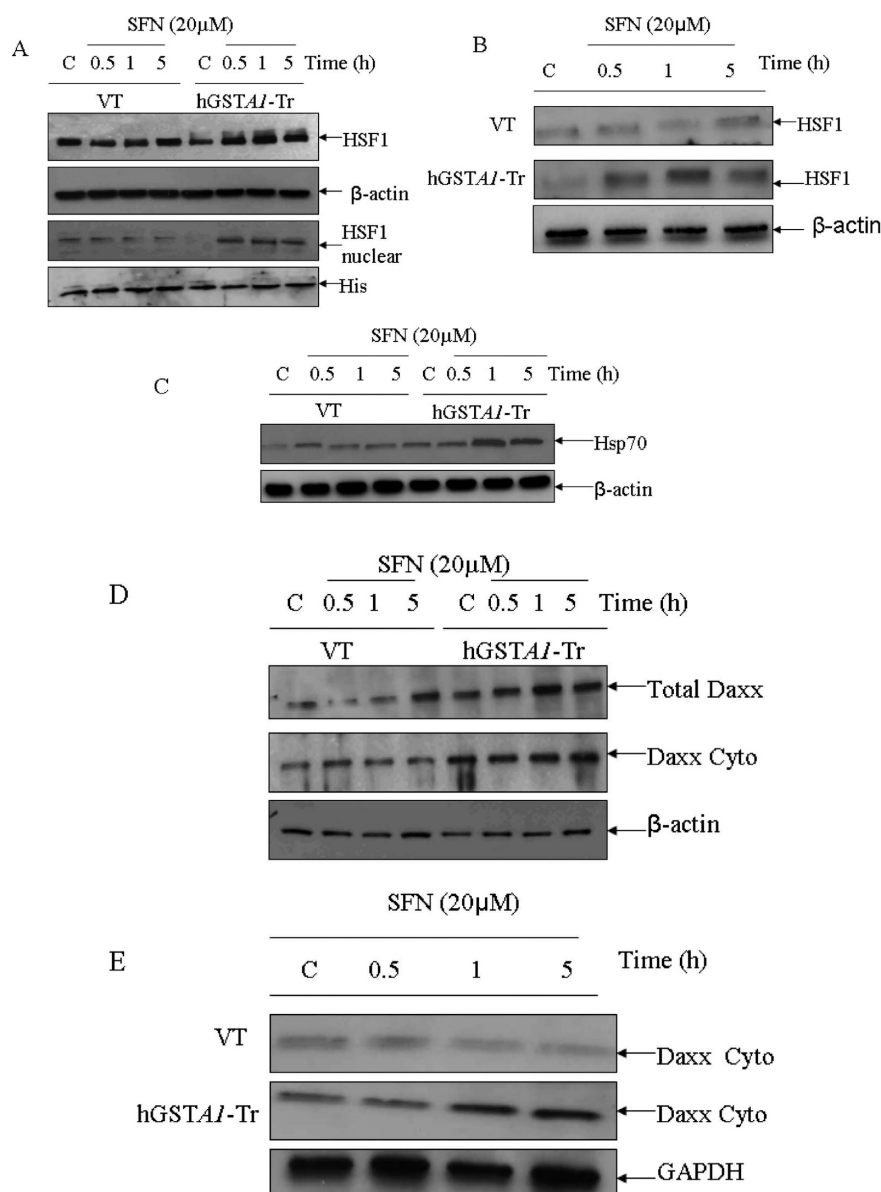 A
SFN (20µM)
C 0.5 1 5 C 0.5 1 5 Time (h)
VT hGSTA1-Tr
HSF1
β-actin
HSF1
nuclear
His
B
SFN (20µM)
C 0.5 1 5 Time (h)
VT HSF1
hGSTA1-Tr HSF1
β-actin
C
SFN (20µM)
C 0.5 1 5 C 0.5 1 5 Time (h)
VT hGSTA1-Tr
Hsp70
β-actin
D
SFN (20µM)
C 0.5 1 5 C 0.5 1 5 Time (h)
VT hGSTA1-Tr
Total Daxx
Daxx Cyto
β-actin
E
SFN (20µM)
C 0.5 1 5 Time (h)
VT Daxx Cyto
hGSTA1-Tr Daxx Cyto
GAPDH